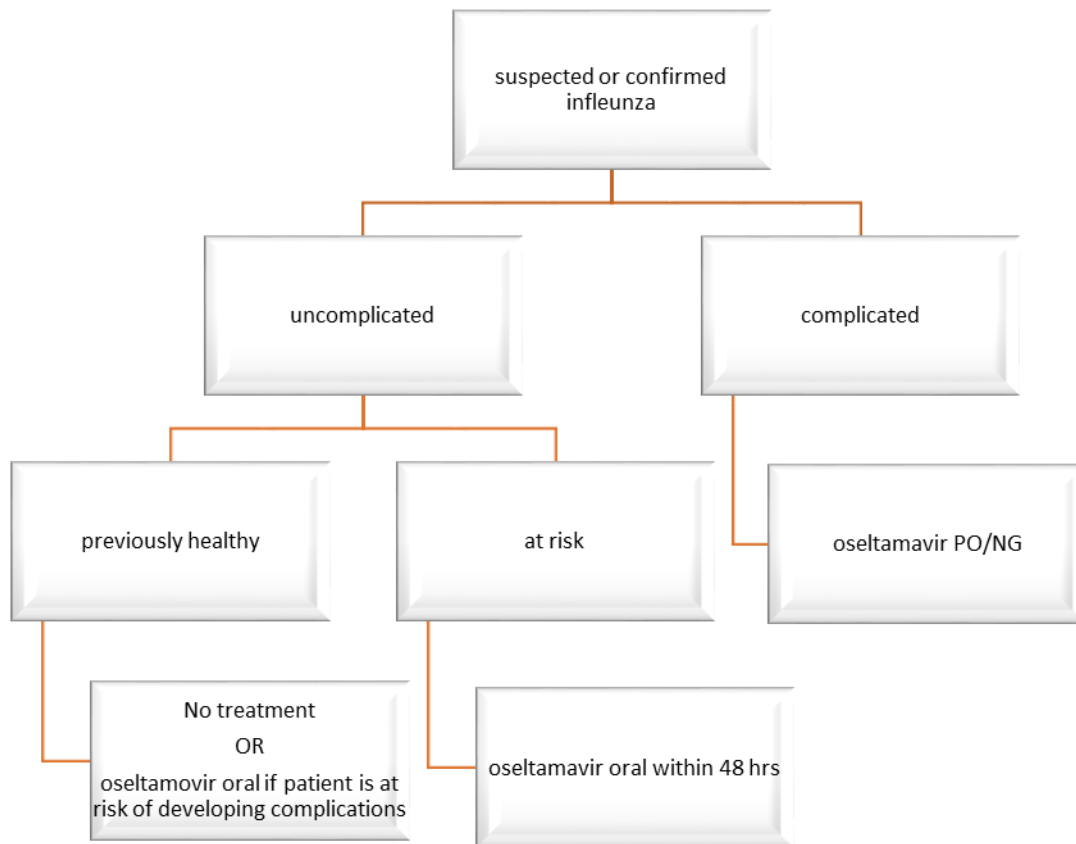 suspected or confirmed
infleunza
uncomplicated
complicated
previously healthy
at risk
oseltamavir PO/NG
No treatment
OR
oseltamovir oral if patient is at
risk of developing complications
oseltamavir oral within 48 hrs